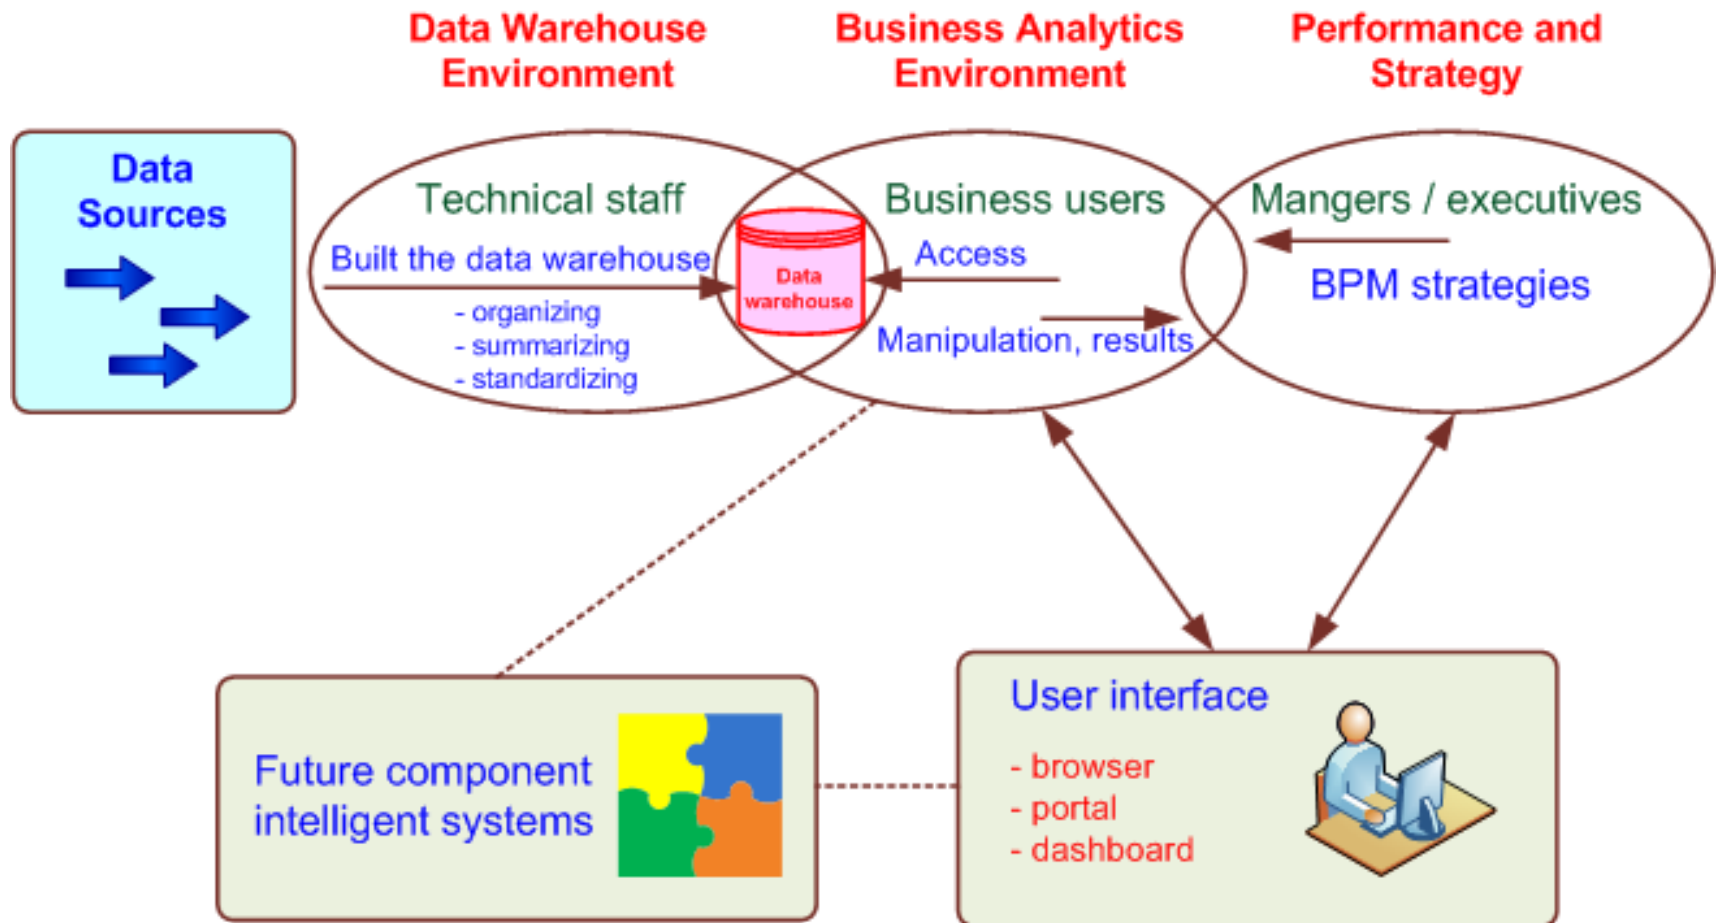 Data Warehouse
Environment
Business Analytics
Environment
Performance and
Strategy
Data
Sources
Technical staff
Built the data warehouse
- organizing
- summarizing
- standardizing
Data
warehouse
Business users
Access
Manipulation, results
Mangers / executives
BPM strategies
Future component
intelligent systems
User interface
- browser
- portal
- dashboard